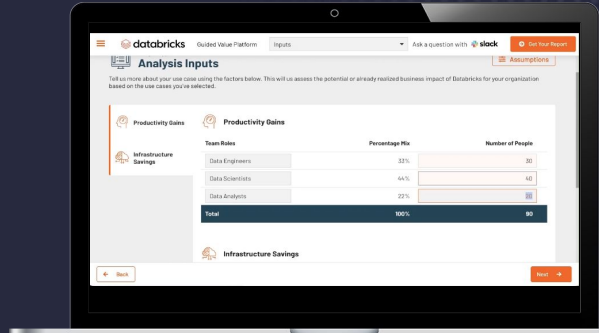 databricks Guided Value Platform Inputs Ask a question with slack Get Your Report
Analysis Inputs Assumptions
Tell us more about your use case using the factors below. This will us assess the potential or already realized business impact of Databricks for your organization
based on the use cases you've selected.
Productivity Gains
Infrastructure
Savings
Productivity Gains
Team Roles Percentage Mix Number of People
Data Engineers 33% 30
Data Scientists 44% 40
Data Analysts 22% 20
Total 100% 90
Infrastructure Savings
← Back Next →